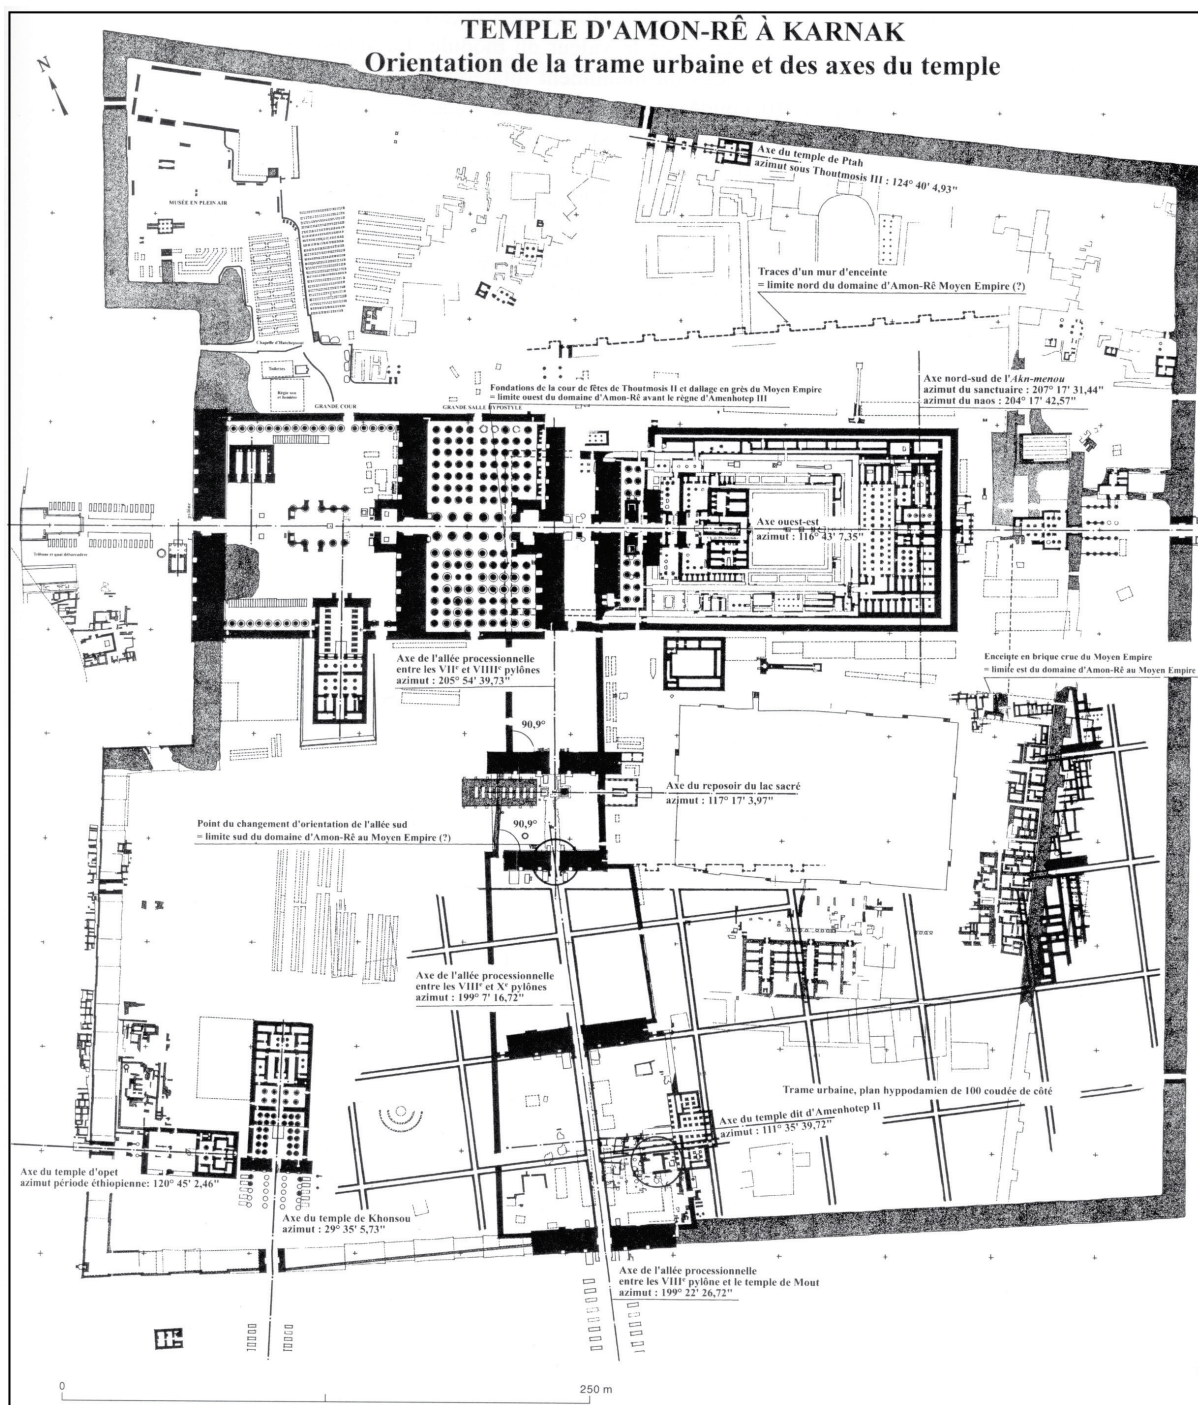 TEMPLE D'AMON-RÊ À KARNAK
Orientation de la trame urbaine et des axes du temple
N
Axe du temple de Ptah
azimut sous Thoutmosis III : 124° 40' 4,93"
MUSÉE EN PLEIN AIR
Traces d'un mur d'enceinte
= limite nord du domaine d'Amon-Rê Moyen Empire (?)
Chapelle d'Hatchepsout
Axe nord-sud de l'Akn-menou
azimut du sanctuaire : 207° 17' 31,44"
azimut du naos : 204° 17' 42,57"
Fondations de la cour de fêtes de Thoutmosis II et dallage en grès du Moyen Empire
= limite ouest du domaine d'Amon-Rê avant le règne d'Amenhotep III
GRANDE COUR
GRANDE SALLE HYPOSTYLE
Axe ouest-est
azimut : 116° 43' 7,35"
Tribune et quai débarcadère
Axe de l'allée processionnelle
entre les VIIᵉ et VIIIIᵉ pylônes
azimut : 205° 54' 39,73"
Enceinte en brique crue du Moyen Empire
= limite est du domaine d'Amon-Rê au Moyen Empire
90,9°
Axe du reposoir du lac sacré
azimut : 117° 17' 3,97"
Point du changement d'orientation de l'allée sud
= limite sud du domaine d'Amon-Rê au Moyen Empire (?)
90,9°
Axe de l'allée processionnelle
entre les VIIIᵉ et Xᵉ pylônes
azimut : 199° 7' 16,72"
Trame urbaine, plan hyppodamien de 100 coudée de côté
Axe du temple dit d'Amenhotep II
azimut : 111° 35' 39,72"
Axe du temple d'opet
azimut période éthiopienne: 120° 45' 2,46"
Axe du temple de Khonsou
azimut : 29° 35' 5,73"
Axe de l'allée processionnelle
entre les VIIIᵉ pylône et le temple de Mout
azimut : 199° 22' 26,72"
0
250 m